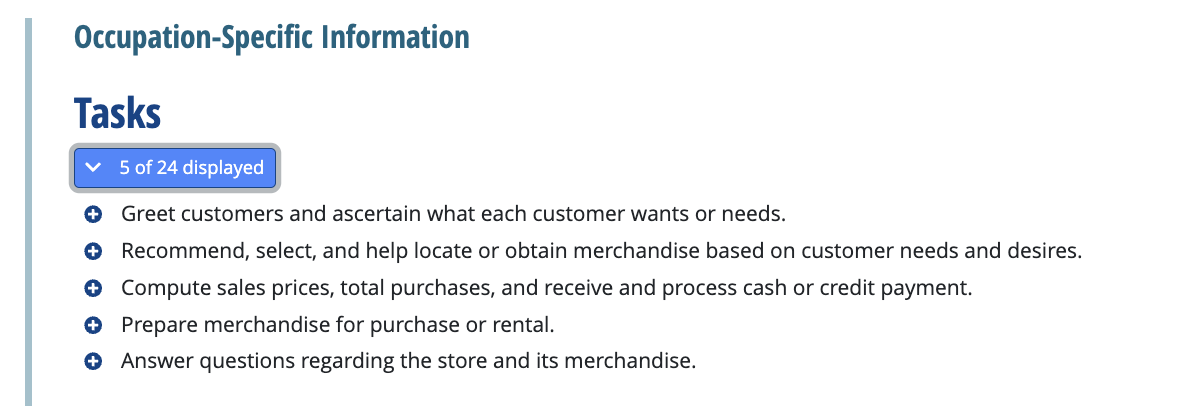 Occupation-Specific Information
Tasks
5 of 24 displayed
Greet customers and ascertain what each customer wants or needs.
Recommend, select, and help locate or obtain merchandise based on customer needs and desires.
Compute sales prices, total purchases, and receive and process cash or credit payment.
Prepare merchandise for purchase or rental.
Answer questions regarding the store and its merchandise.